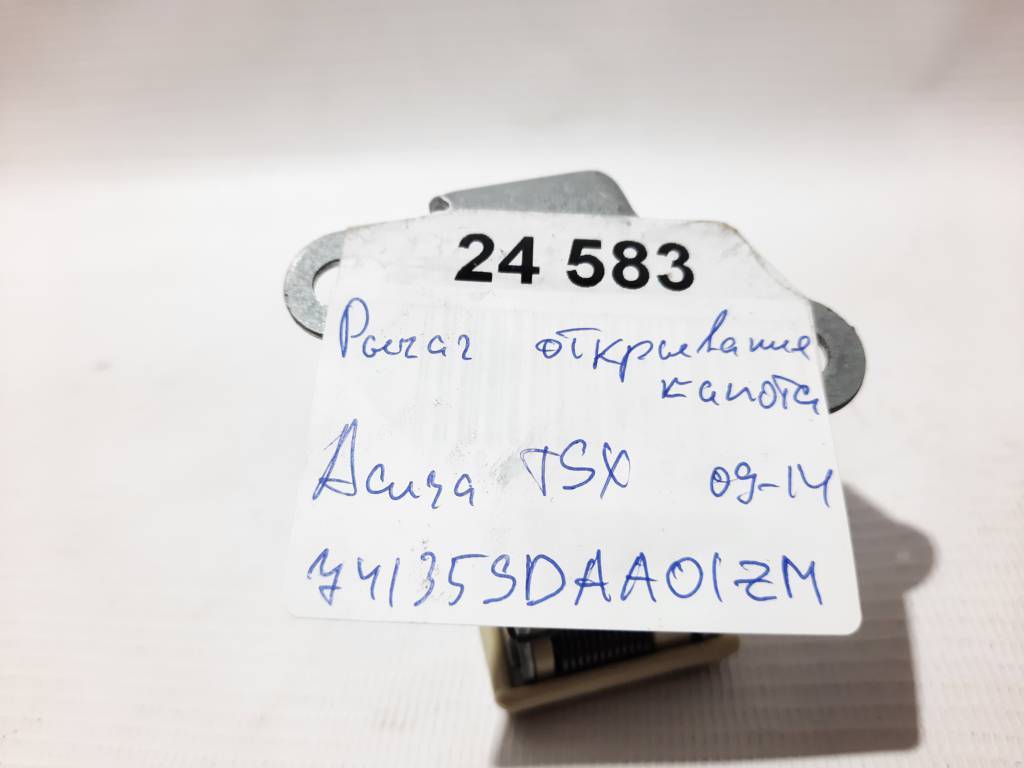 24 583
Рычаг открывания
капота
Acura TSX 09-14
74135SDAA01ZM